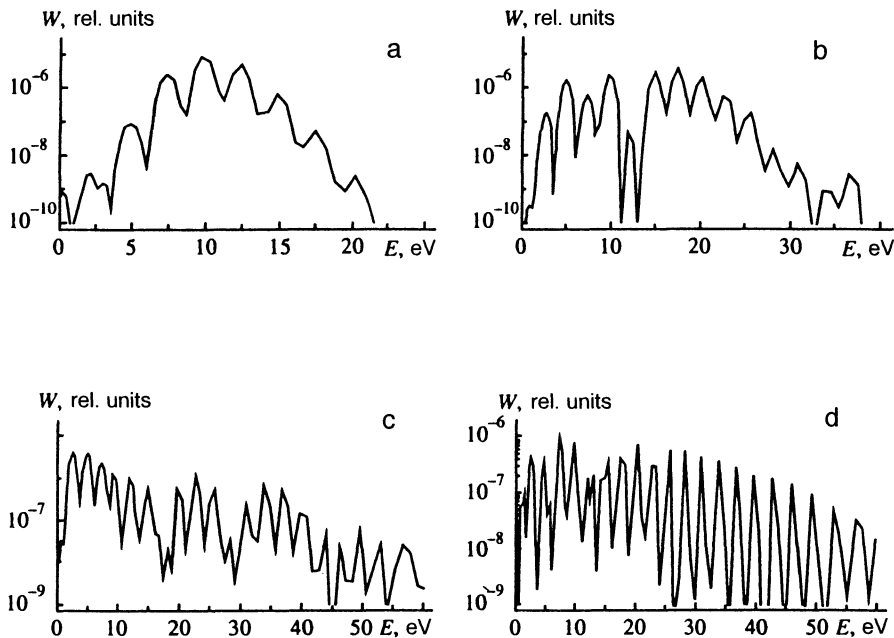 W, rel. units
a
10⁻⁶
10⁻⁸
10⁻¹⁰
0 5 10 15 20 E, eV
W, rel. units
b
10⁻⁶
10⁻⁸
10⁻¹⁰
0 10 20 30 E, eV
W, rel. units
c
10⁻⁷
10⁻⁹
0 10 20 30 40 50 E, eV
W, rel. units
d
10⁻⁶
10⁻⁷
10⁻⁸
10⁻⁹
0 10 20 30 40 50 E, eV